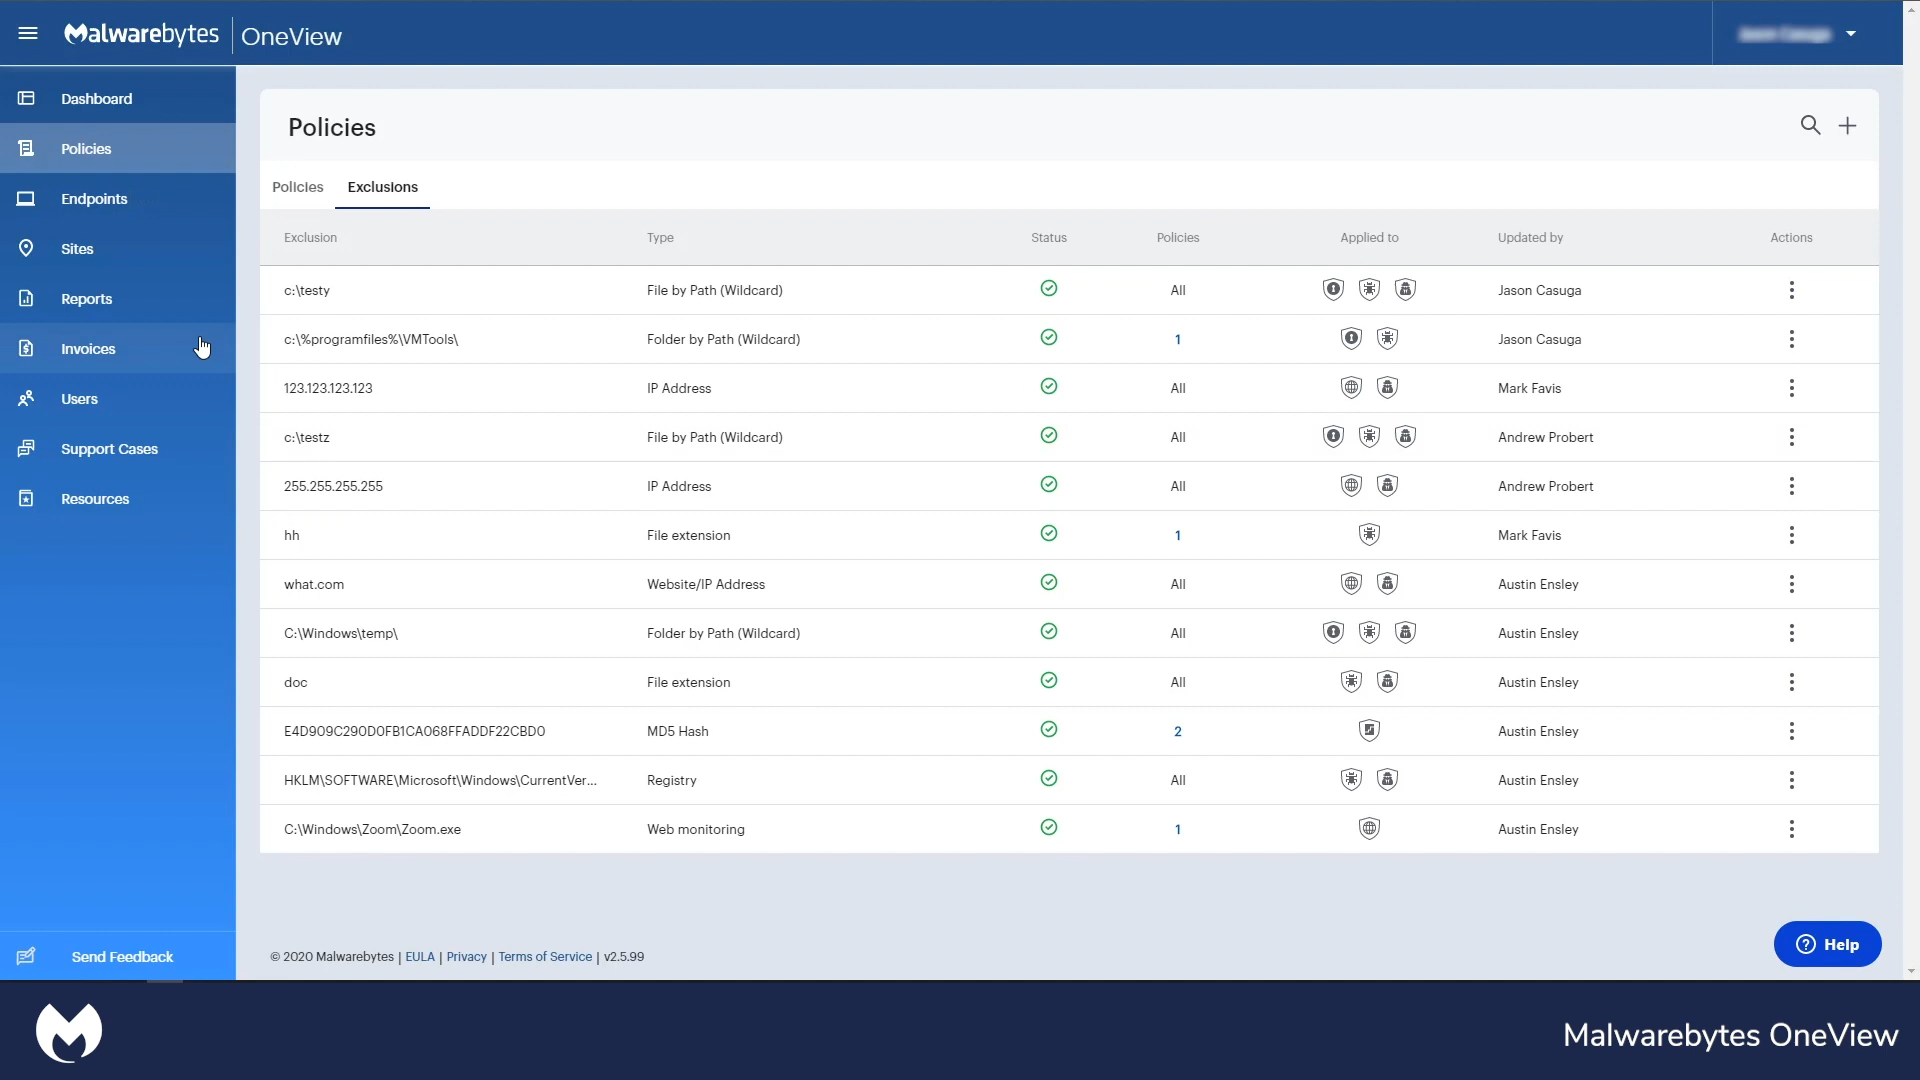 Malwarebytes | OneView
Dashboard
Policies
Endpoints
Sites
Reports
Invoices
Users
Support Cases
Resources
Send Feedback
Policies
Policies Exclusions
Exclusion Type Status Policies Applied to Updated by Actions
c:\testy File by Path (Wildcard) All Jason Casuga
c:\%programfiles%\VMTools\ Folder by Path (Wildcard) 1 Jason Casuga
123.123.123.123 IP Address All Mark Favis
c:\testz File by Path (Wildcard) All Andrew Probert
255.255.255.255 IP Address All Andrew Probert
hh File extension 1 Mark Favis
what.com Website/IP Address All Austin Ensley
C:\Windows\temp\ Folder by Path (Wildcard) All Austin Ensley
doc File extension All Austin Ensley
E4D909C290D0FB1CA068FFADDF22CBD0 MD5 Hash 2 Austin Ensley
HKLM\SOFTWARE\Microsoft\Windows\CurrentVer... Registry All Austin Ensley
C:\Windows\Zoom\Zoom.exe Web monitoring 1 Austin Ensley
© 2020 Malwarebytes | EULA | Privacy | Terms of Service | v2.5.99
Help
Malwarebytes OneView